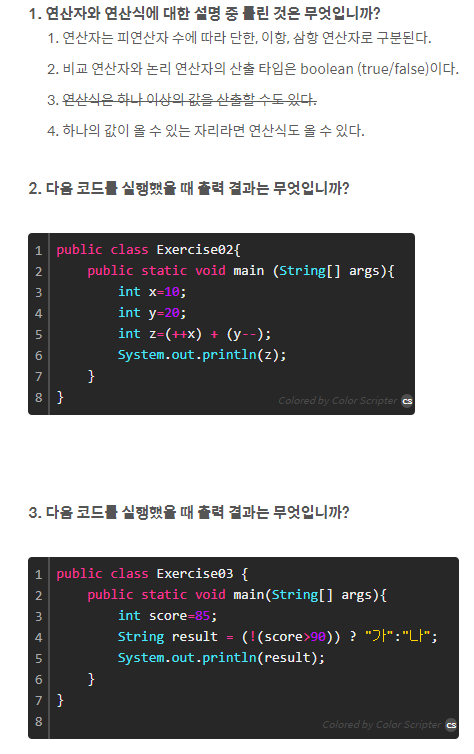 1. 연산자와 연산식에 대한 설명 중 틀린 것은 무엇입니까?
1. 연산자는 피연산자 수에 따라 단한, 이항, 삼항 연산자로 구분된다.
2. 비교 연산자와 논리 연산자의 산출 타입은 boolean (true/false)이다.
3. 연산식은 하나 이상의 값을 산출할 수도 있다.
4. 하나의 값이 올 수 있는 자리라면 연산식도 올 수 있다.
2. 다음 코드를 실행했을 때 출력 결과는 무엇입니까?
1 public class Exercise02{
2 public static void main (String[] args){
3 int x=10;
4 int y=20;
5 int z=(++x) + (y--);
6 System.out.println(z);
7 }
8 }
Colored by Color Scripter cs
3. 다음 코드를 실행했을 때 출력 결과는 무엇입니까?
1 public class Exercise03 {
2 public static void main(String[] args){
3 int score=85;
4 String result = (!(score>90)) ? "가":"나";
5 System.out.println(result);
6 }
7 }
8
Colored by Color Scripter cs